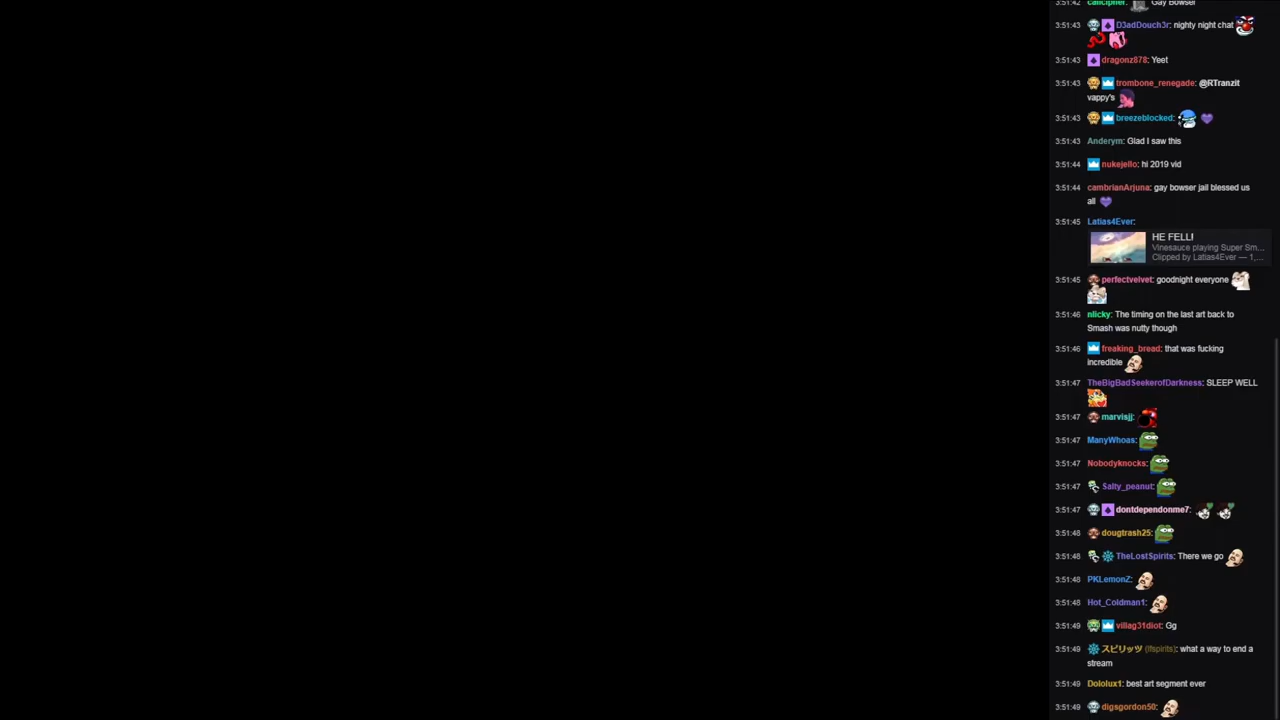 3:51:42 calicipher: Gay Bowser
3:51:43 D3adDouch3r: nighty night chat
3:51:43 dragonz878: Yeet
3:51:43 trombone_renegade: @RTranzit
vappy's
3:51:43 breezeblocked:
3:51:43 Anderym: Glad I saw this
3:51:44 nukejello: hi 2019 vid
3:51:44 cambrianArjuna: gay bowser jail blessed us
all
3:51:45 Latias4Ever:
HE FELL!
Vinesauce playing Super Sm...
Clipped by Latias4Ever — 1,...
3:51:45 perfectvelvet: goodnight everyone
3:51:46 nlicky: The timing on the last art back to
Smash was nutty though
3:51:46 freaking_bread: that was fucking
incredible
3:51:47 TheBigBadSeekerofDarkness: SLEEP WELL
3:51:47 marvisjj:
3:51:47 ManyWhoas:
3:51:47 Nobodyknocks:
3:51:47 Salty_peanut:
3:51:47 dontdependonme7:
3:51:48 dougtrash25:
3:51:48 TheLostSpirits: There we go
3:51:48 PKLemonZ:
3:51:48 Hot_Coldman1:
3:51:49 villag31diot: Gg
3:51:49 スピリッツ (ffspirits): what a way to end a
stream
3:51:49 Dololux1: best art segment ever
3:51:49 digsgordon50: